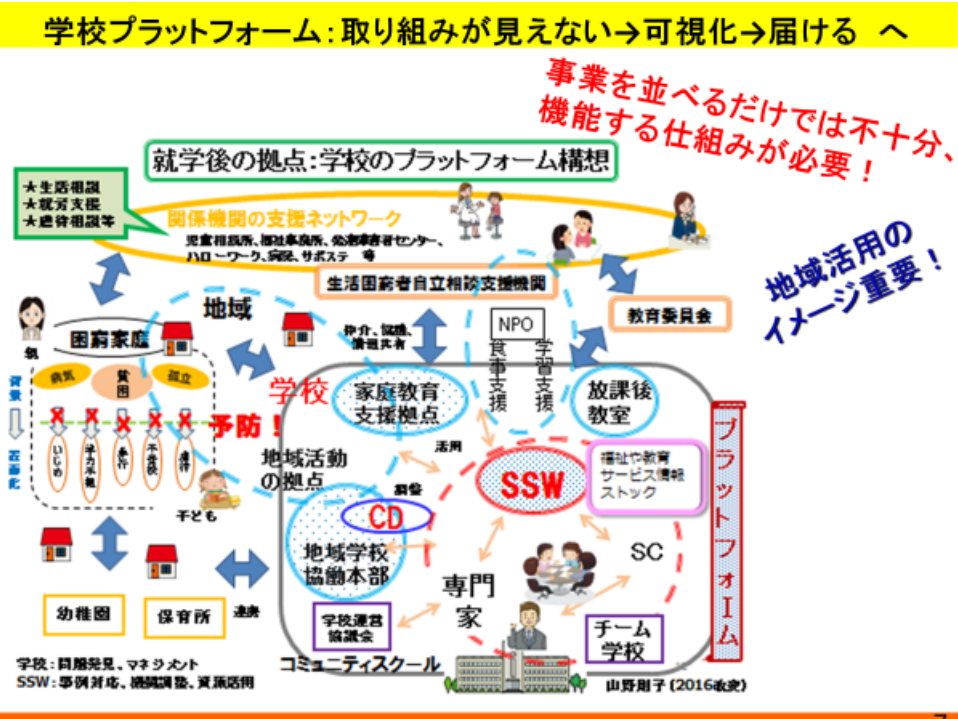 学校プラットフォーム：取り組みが見えない→可視化→届ける へ
事業を並べるだけでは不十分、
機能する仕組みが必要！
就学後の拠点：学校のプラットフォーム構想
★生活相談
★就労支援
★虐待相談等
関係機関の支援ネットワーク
児童相談所、福祉事務所、発達障害者センター、
ハローワーク、病院、サポステ 等
地域活用の
イメージ重要！
生活困窮者自立相談支援機関
教育委員会
地域
NPO
食事支援
学習支援
仲介、協議、
情報共有
親
困窮家庭
病気
貧困
孤立
背景
表面化
予防！
いじめ
学力不振
非行
不登校
虐待
子ども
学校
家庭教育
支援拠点
放課後
教室
活用
地域活動
の拠点
調整
CD
地域学校
協働本部
SSW
福祉や教育
サービス情報
ストック
SC
専門
家
プラットフォーム
幼稚園
保育所
連携
学校運営
協議会
チーム
学校
コミュニティスクール
学校：問題発見、マネジメント
SSW：事例対応、機関調整、資源活用
山野則子（2016改変）
7